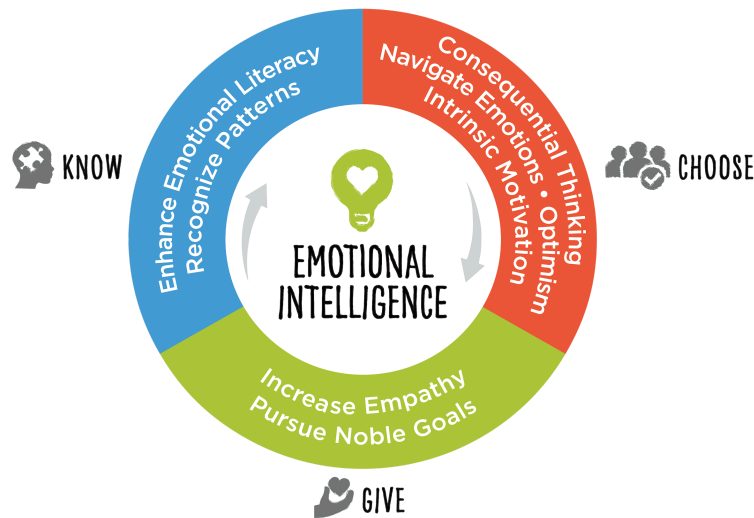 KNOW
Enhance Emotional Literacy
Recognize Patterns
Consequential Thinking
Navigate Emotions • Optimism
Intrinsic Motivation
CHOOSE
EMOTIONAL
INTELLIGENCE
Increase Empathy
Pursue Noble Goals
GIVE